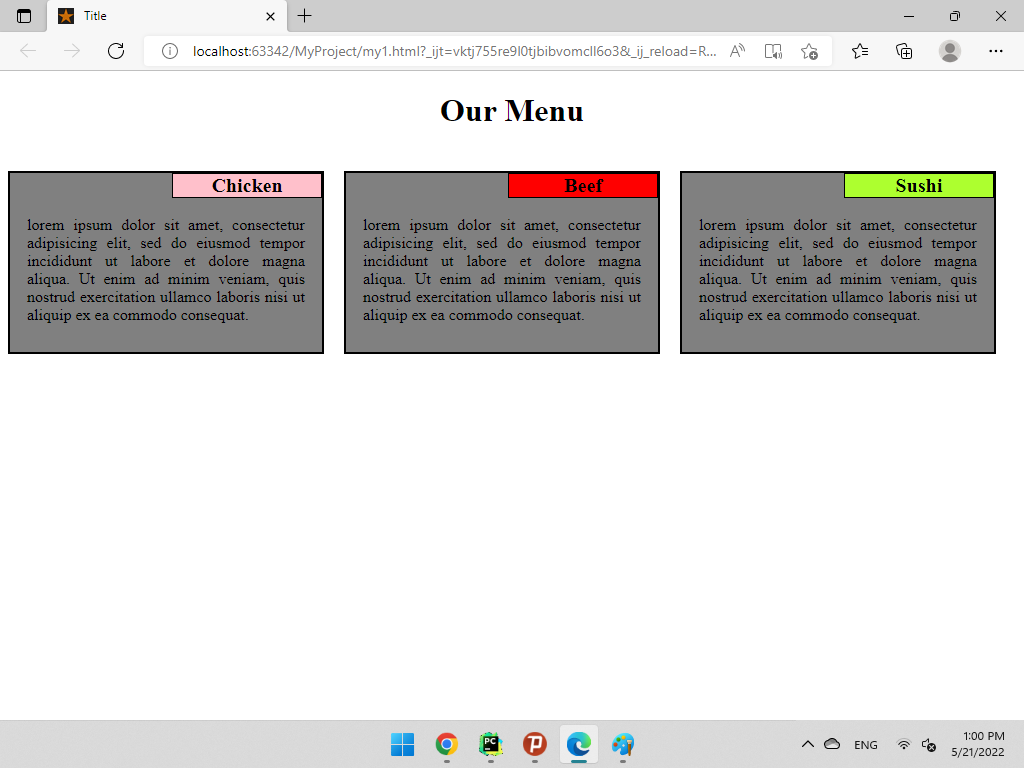 Title
localhost:63342/MyProject/my1.html?_ijt=vktj755re9l0tjbibvomcll6o3&_ij_reload=R...
Our Menu
Chicken
lorem ipsum dolor sit amet, consectetur
adipisicing elit, sed do eiusmod tempor
incididunt ut labore et dolore magna
aliqua. Ut enim ad minim veniam, quis
nostrud exercitation ullamco laboris nisi ut
aliquip ex ea commodo consequat.
Beef
lorem ipsum dolor sit amet, consectetur
adipisicing elit, sed do eiusmod tempor
incididunt ut labore et dolore magna
aliqua. Ut enim ad minim veniam, quis
nostrud exercitation ullamco laboris nisi ut
aliquip ex ea commodo consequat.
Sushi
lorem ipsum dolor sit amet, consectetur
adipisicing elit, sed do eiusmod tempor
incididunt ut labore et dolore magna
aliqua. Ut enim ad minim veniam, quis
nostrud exercitation ullamco laboris nisi ut
aliquip ex ea commodo consequat.
PC
ENG
1:00 PM
5/21/2022